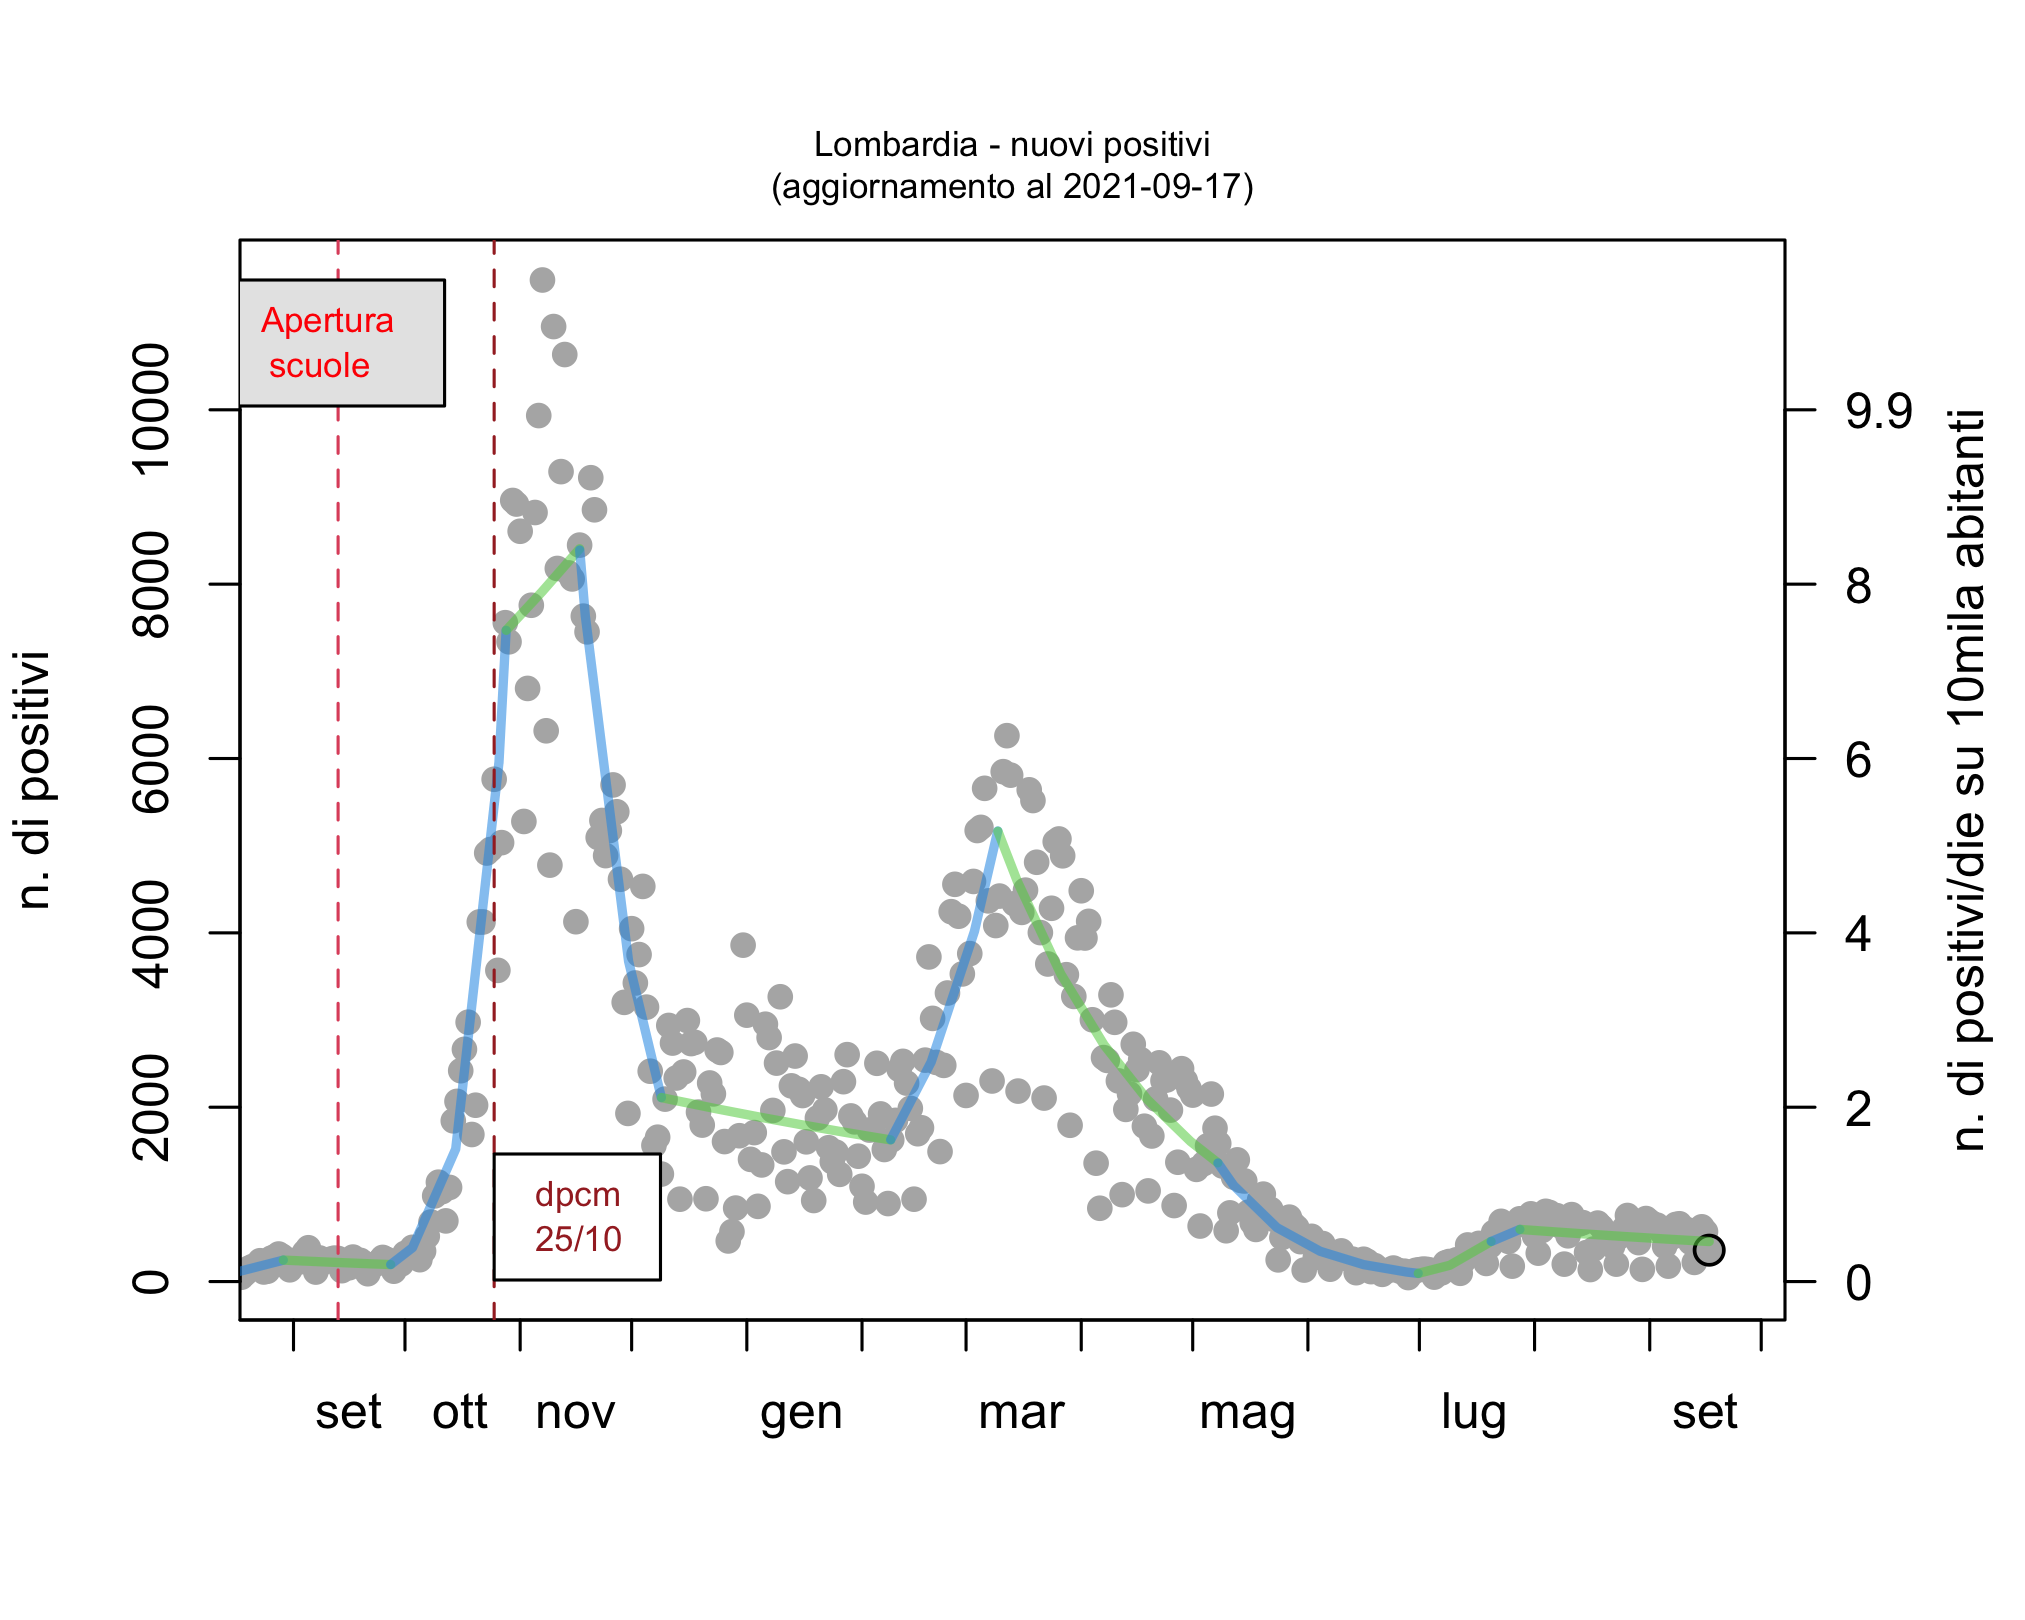 Lombardia - nuovi positivi
(aggiornamento al 2021-09-17)
Apertura
scuole
dpcm
25/10
n. di positivi
10000
8000
6000
4000
2000
0
9.9
8
6
4
2
0
n. di positivi/die su 10mila abitanti
set ott nov gen mar mag lug set